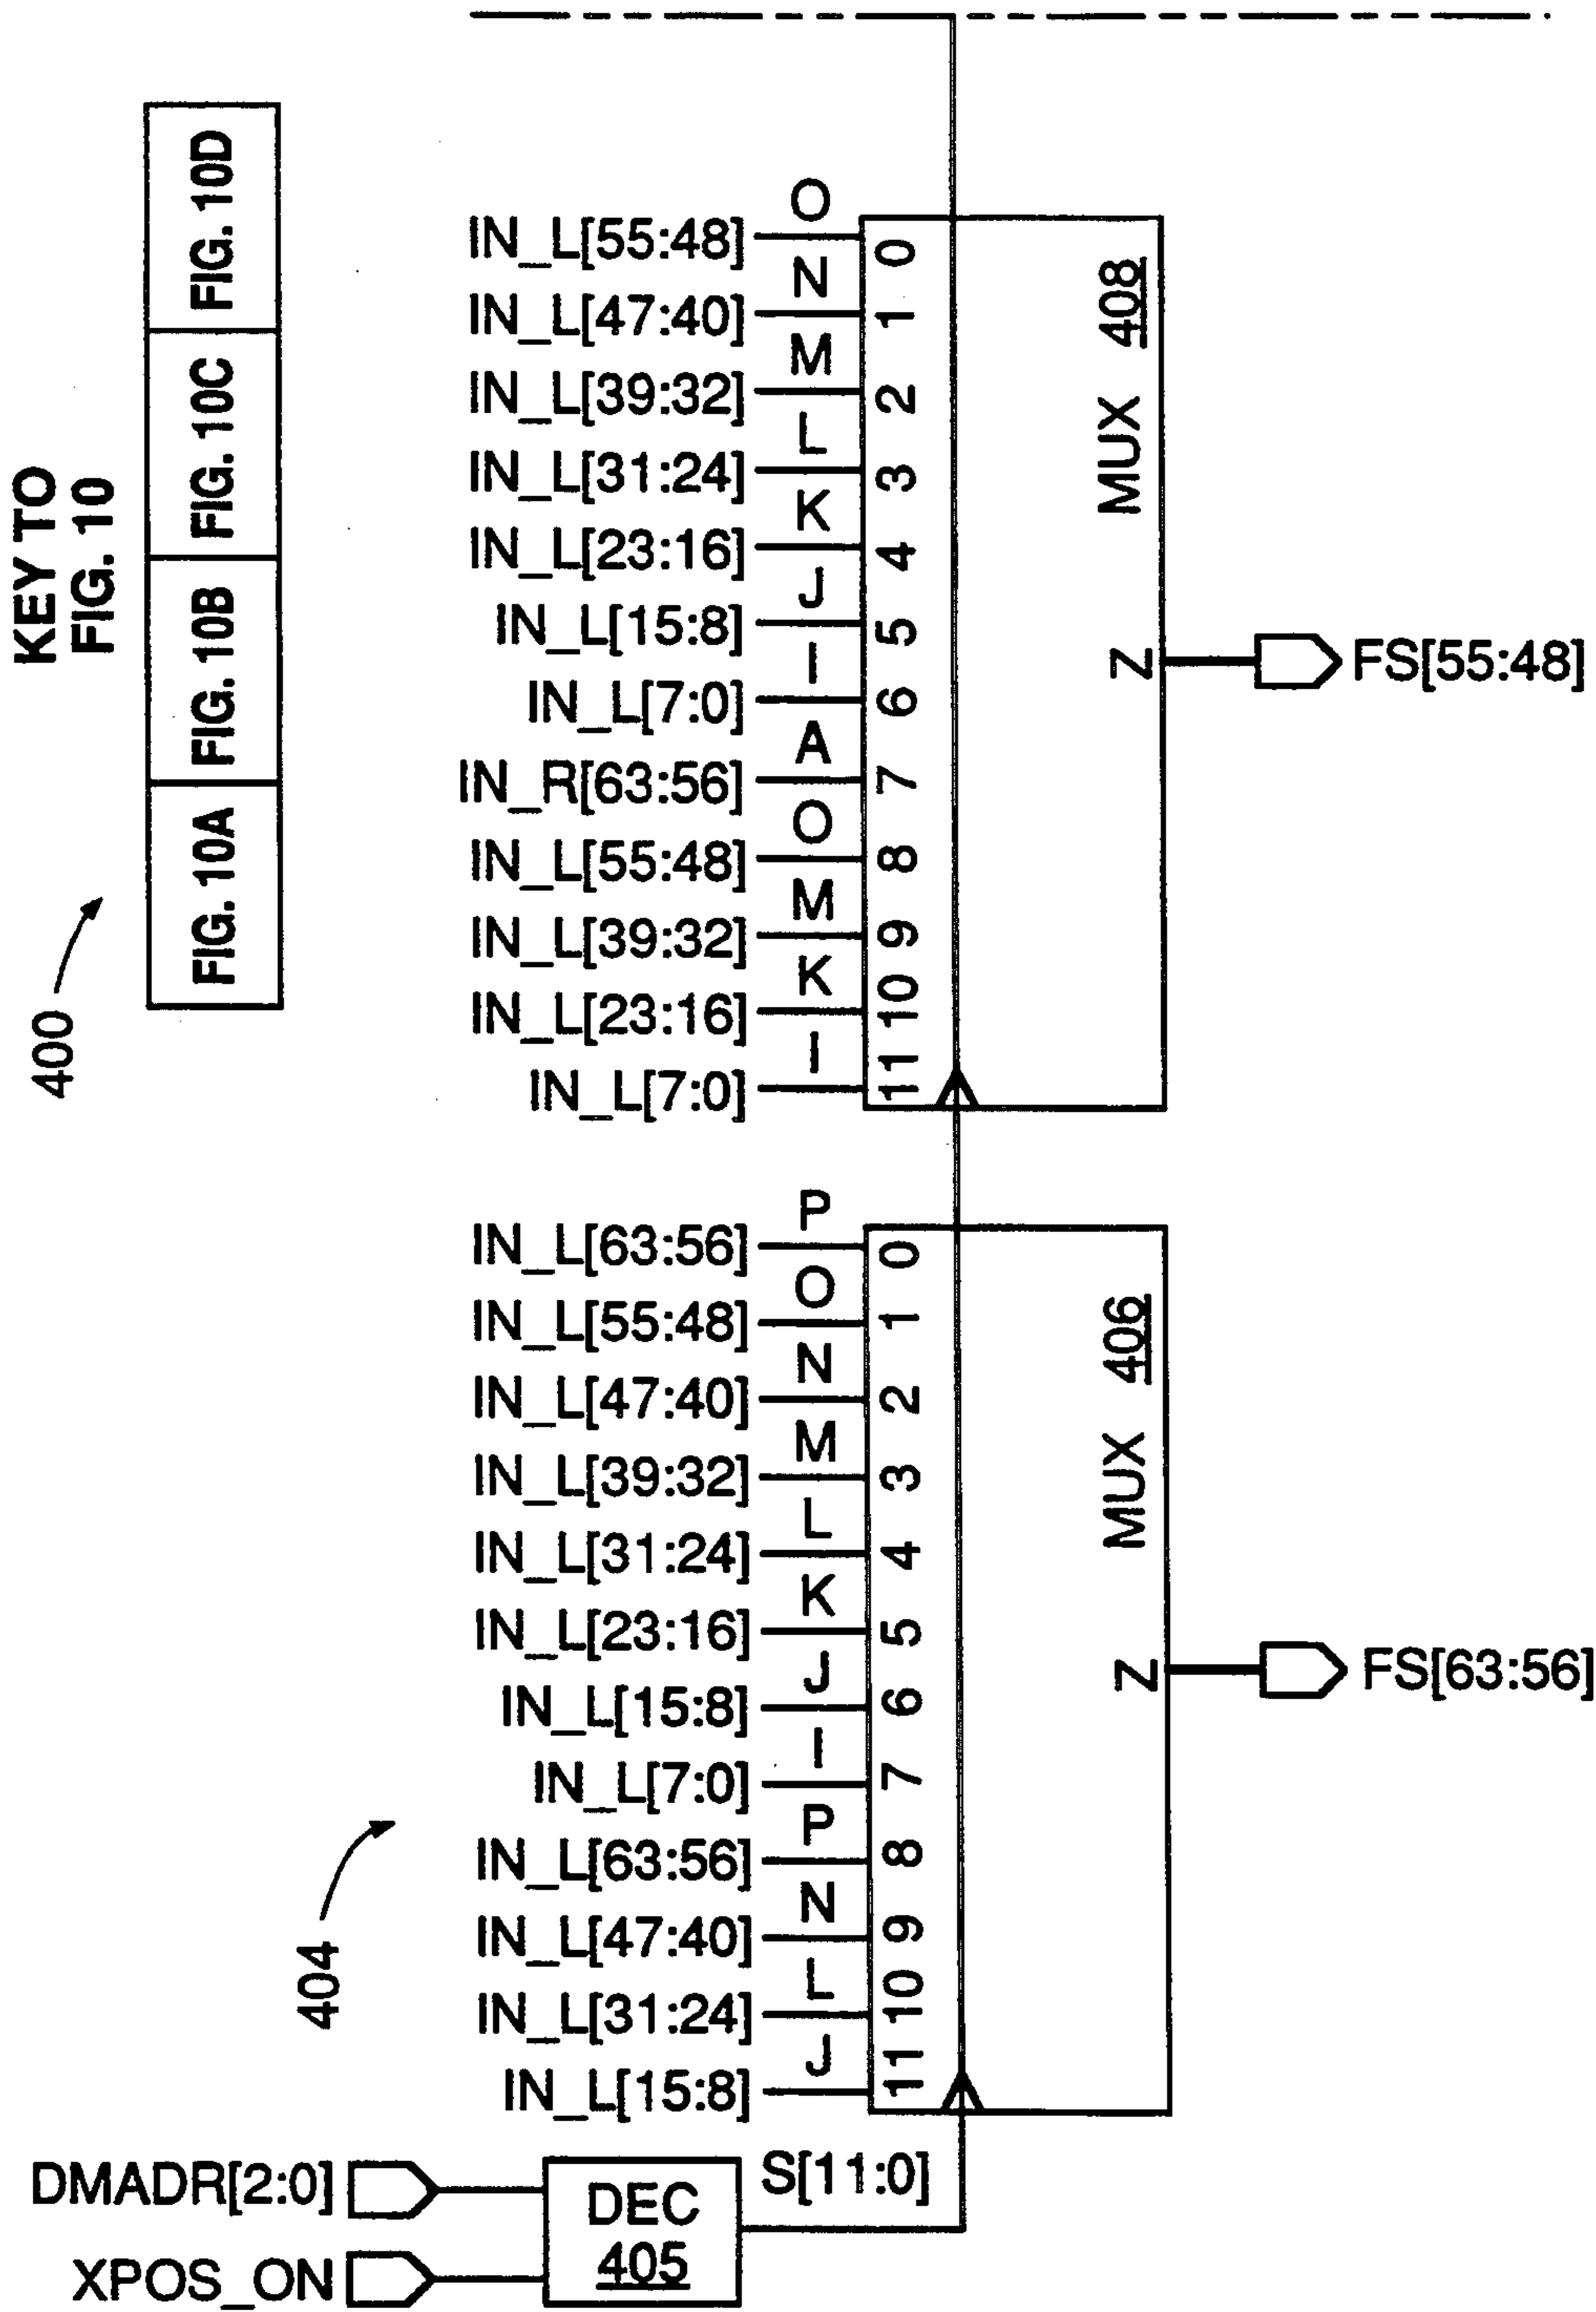 KEY TO
FIG. 10
FIG. 10A
FIG. 10B
FIG. 10C
FIG. 10D
400
404
IN_L[55:48] O 0
IN_L[47:40] N 1
IN_L[39:32] M 2
IN_L[31:24] L 3
IN_L[23:16] K 4
IN_L[15:8] J 5
IN_L[7:0] I 6
IN_R[63:56] A 7
IN_L[55:48] O 8
IN_L[39:32] M 9
IN_L[23:16] K 10
IN_L[7:0] I 11
MUX 408
Z
FS[55:48]
IN_L[63:56] P 0
IN_L[55:48] O 1
IN_L[47:40] N 2
IN_L[39:32] M 3
IN_L[31:24] L 4
IN_L[23:16] K 5
IN_L[15:8] J 6
IN_L[7:0] I 7
IN_L[63:56] P 8
IN_L[47:40] N 9
IN_L[31:24] L 10
IN_L[15:8] J 11
MUX 406
Z
FS[63:56]
DMADR[2:0]
XPOS_ON
DEC
405
S[11:0]